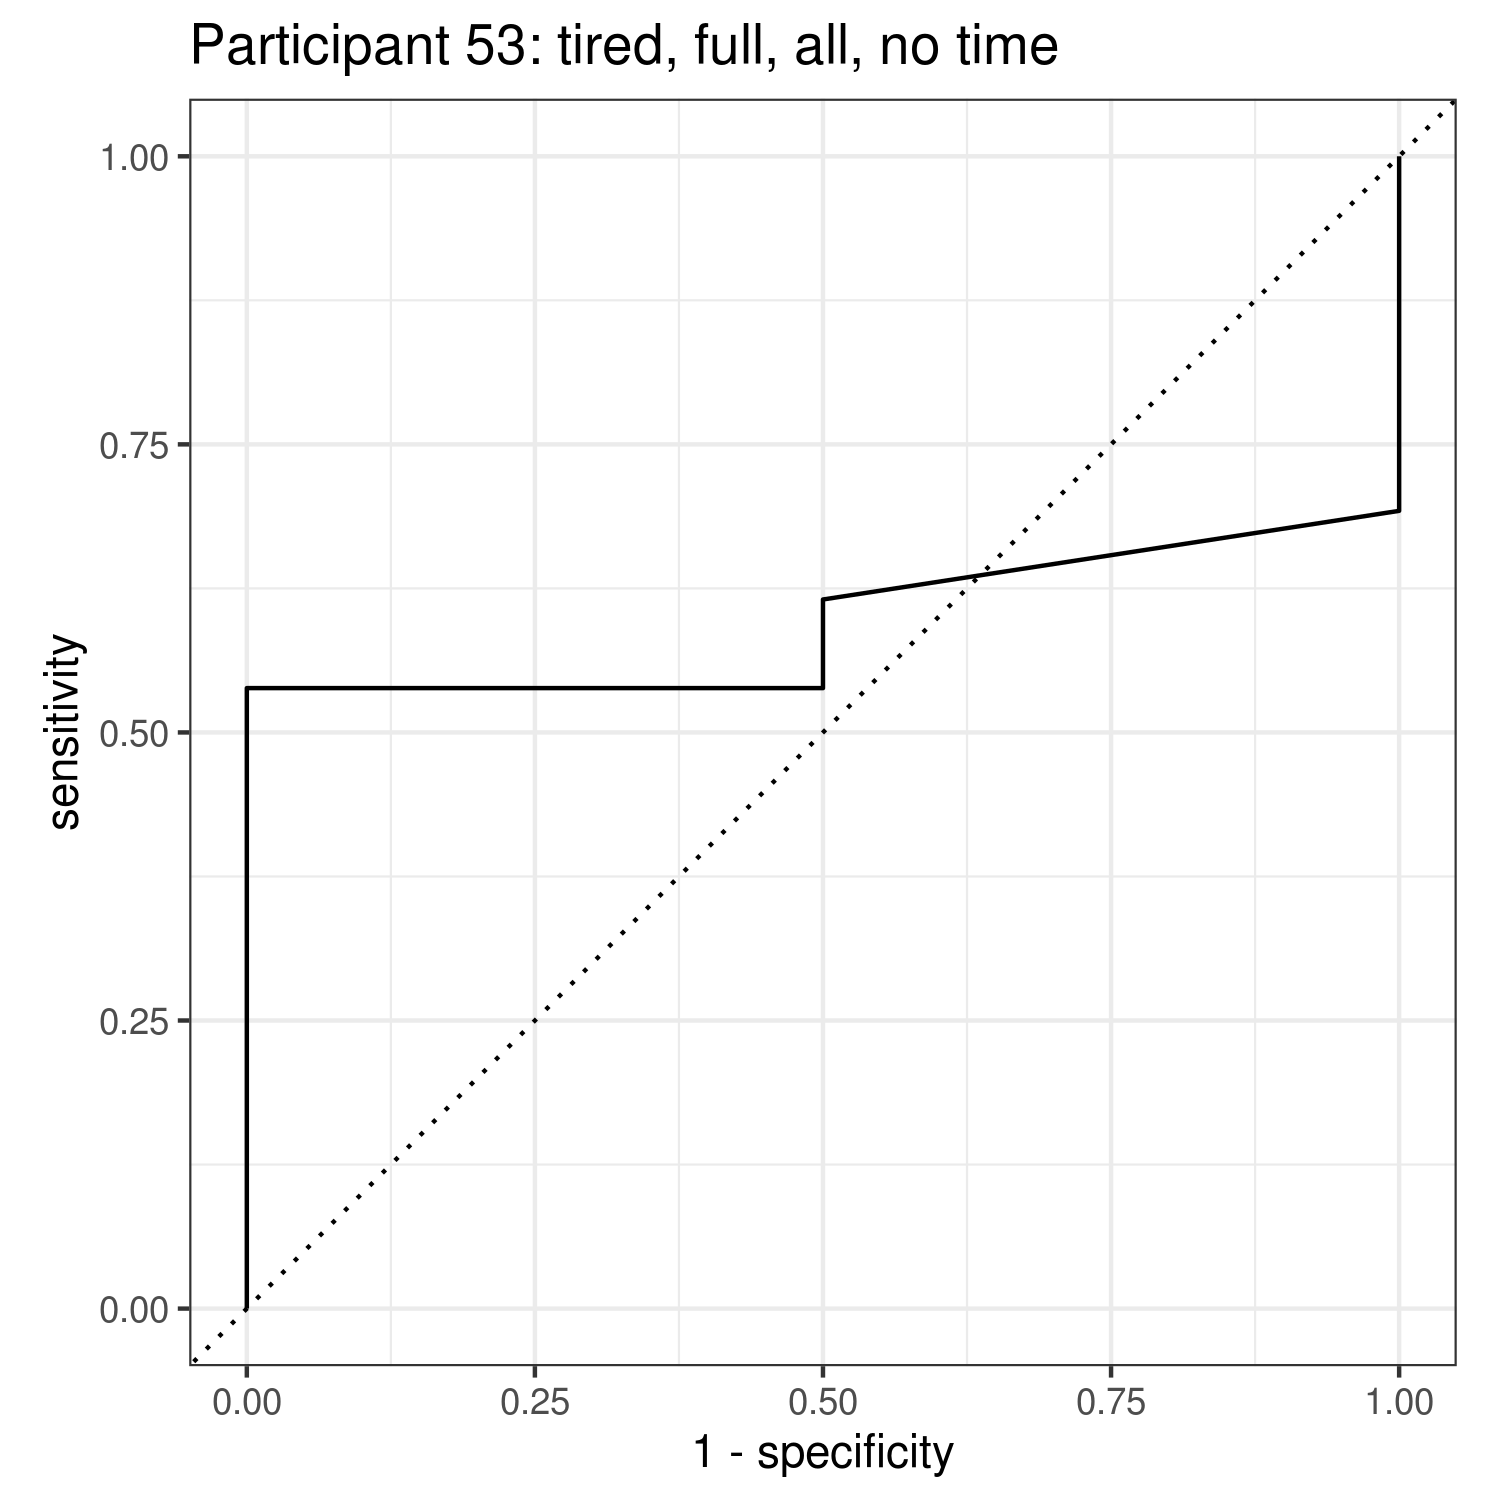 Participant 53: tired, full, all, no time
1.00
0.75
0.50
0.25
0.00
sensitivity
0.00 0.25 0.50 0.75 1.00
1 - specificity